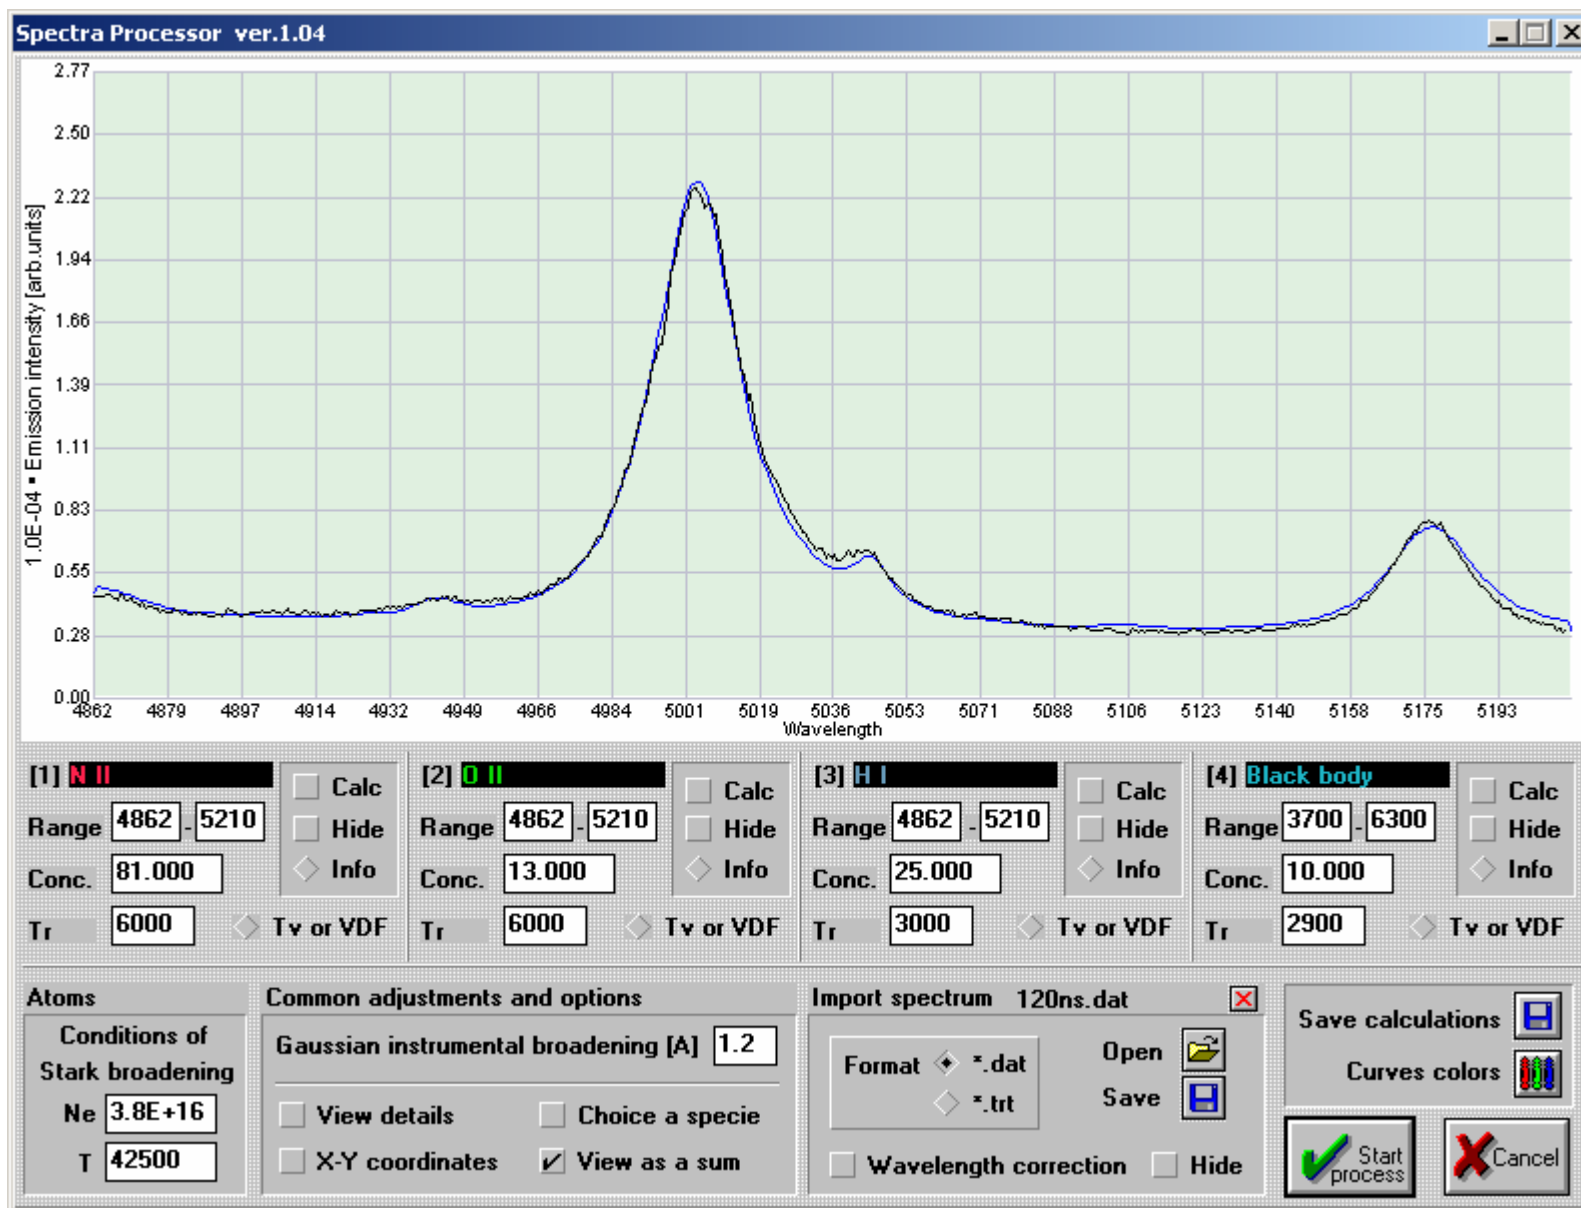 Spectra Processor ver.1.04
1.0E-04 ▪ Emission intensity [arb.units]
2.77
2.50
2.22
1.94
1.66
1.39
1.11
0.83
0.55
0.28
0.00
4862 4879 4897 4914 4932 4949 4966 4984 5001 5019 5036 5053 5071 5088 5106 5123 5140 5158 5175 5193
Wavelength
[1] N II
Calc
Range 4862 - 5210
Hide
Conc. 81.000
Info
Tr 6000
Tv or VDF
[2] O II
Calc
Range 4862 - 5210
Hide
Conc. 13.000
Info
Tr 6000
Tv or VDF
[3] H I
Calc
Range 4862 - 5210
Hide
Conc. 25.000
Info
Tr 3000
Tv or VDF
[4] Black body
Calc
Range 3700 - 6300
Hide
Conc. 10.000
Info
Tr 2900
Tv or VDF
Atoms
Conditions of
Stark broadening
Ne 3.8E+16
T 42500
Common adjustments and options
Gaussian instrumental broadening [A] 1.2
View details
Choice a specie
X-Y coordinates
View as a sum
Import spectrum 120ns.dat
Format *.dat
*.trt
Open
Save
Wavelength correction
Hide
Save calculations
Curves colors
Start
process
Cancel